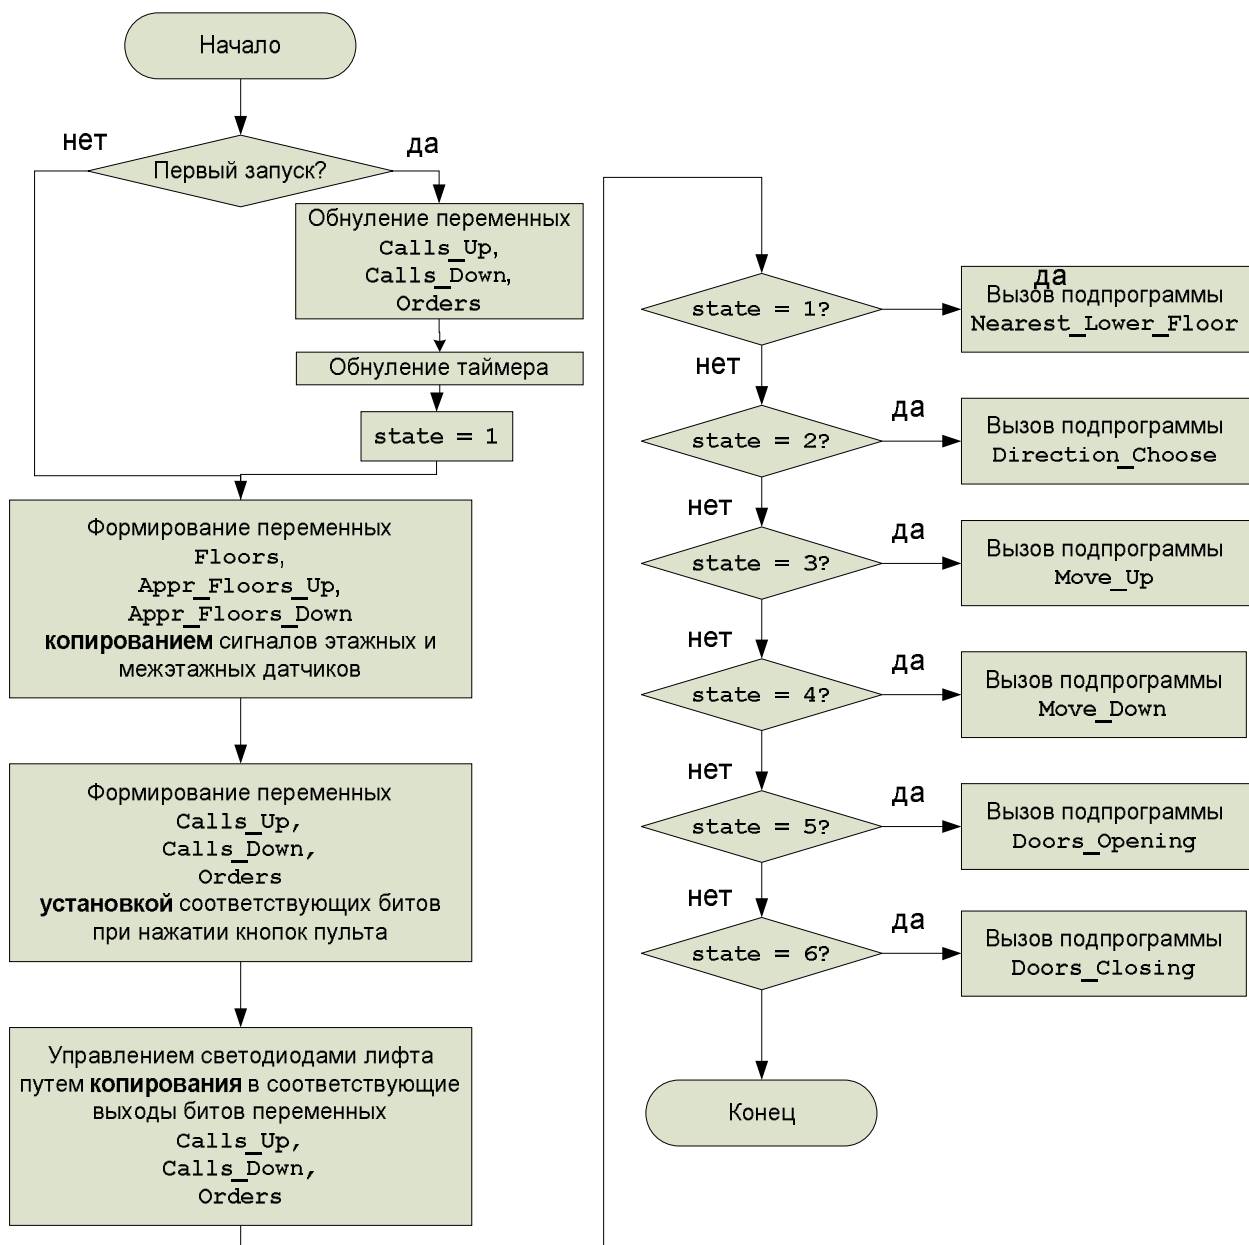 Начало
нет
да
Первый запуск?
Обнуление переменных
Calls_Up,
Calls_Down,
Orders
Обнуление таймера
state = 1
Формирование переменных
Floors,
Appr_Floors_Up,
Appr_Floors_Down
копированием сигналов этажных и
межэтажных датчиков
Формирование переменных
Calls_Up,
Calls_Down,
Orders
установкой соответствующих битов
при нажатии кнопок пульта
Управлением светодиодами лифта
путем копирования в соответствующие
выходы битов переменных
Calls_Up,
Calls_Down,
Orders
state = 1?
да
Вызов подпрограммы
Nearest_Lower_Floor
нет
state = 2?
да
Вызов подпрограммы
Direction_Choose
нет
state = 3?
да
Вызов подпрограммы
Move_Up
нет
state = 4?
да
Вызов подпрограммы
Move_Down
нет
state = 5?
да
Вызов подпрограммы
Doors_Opening
нет
state = 6?
да
Вызов подпрограммы
Doors_Closing
Конец